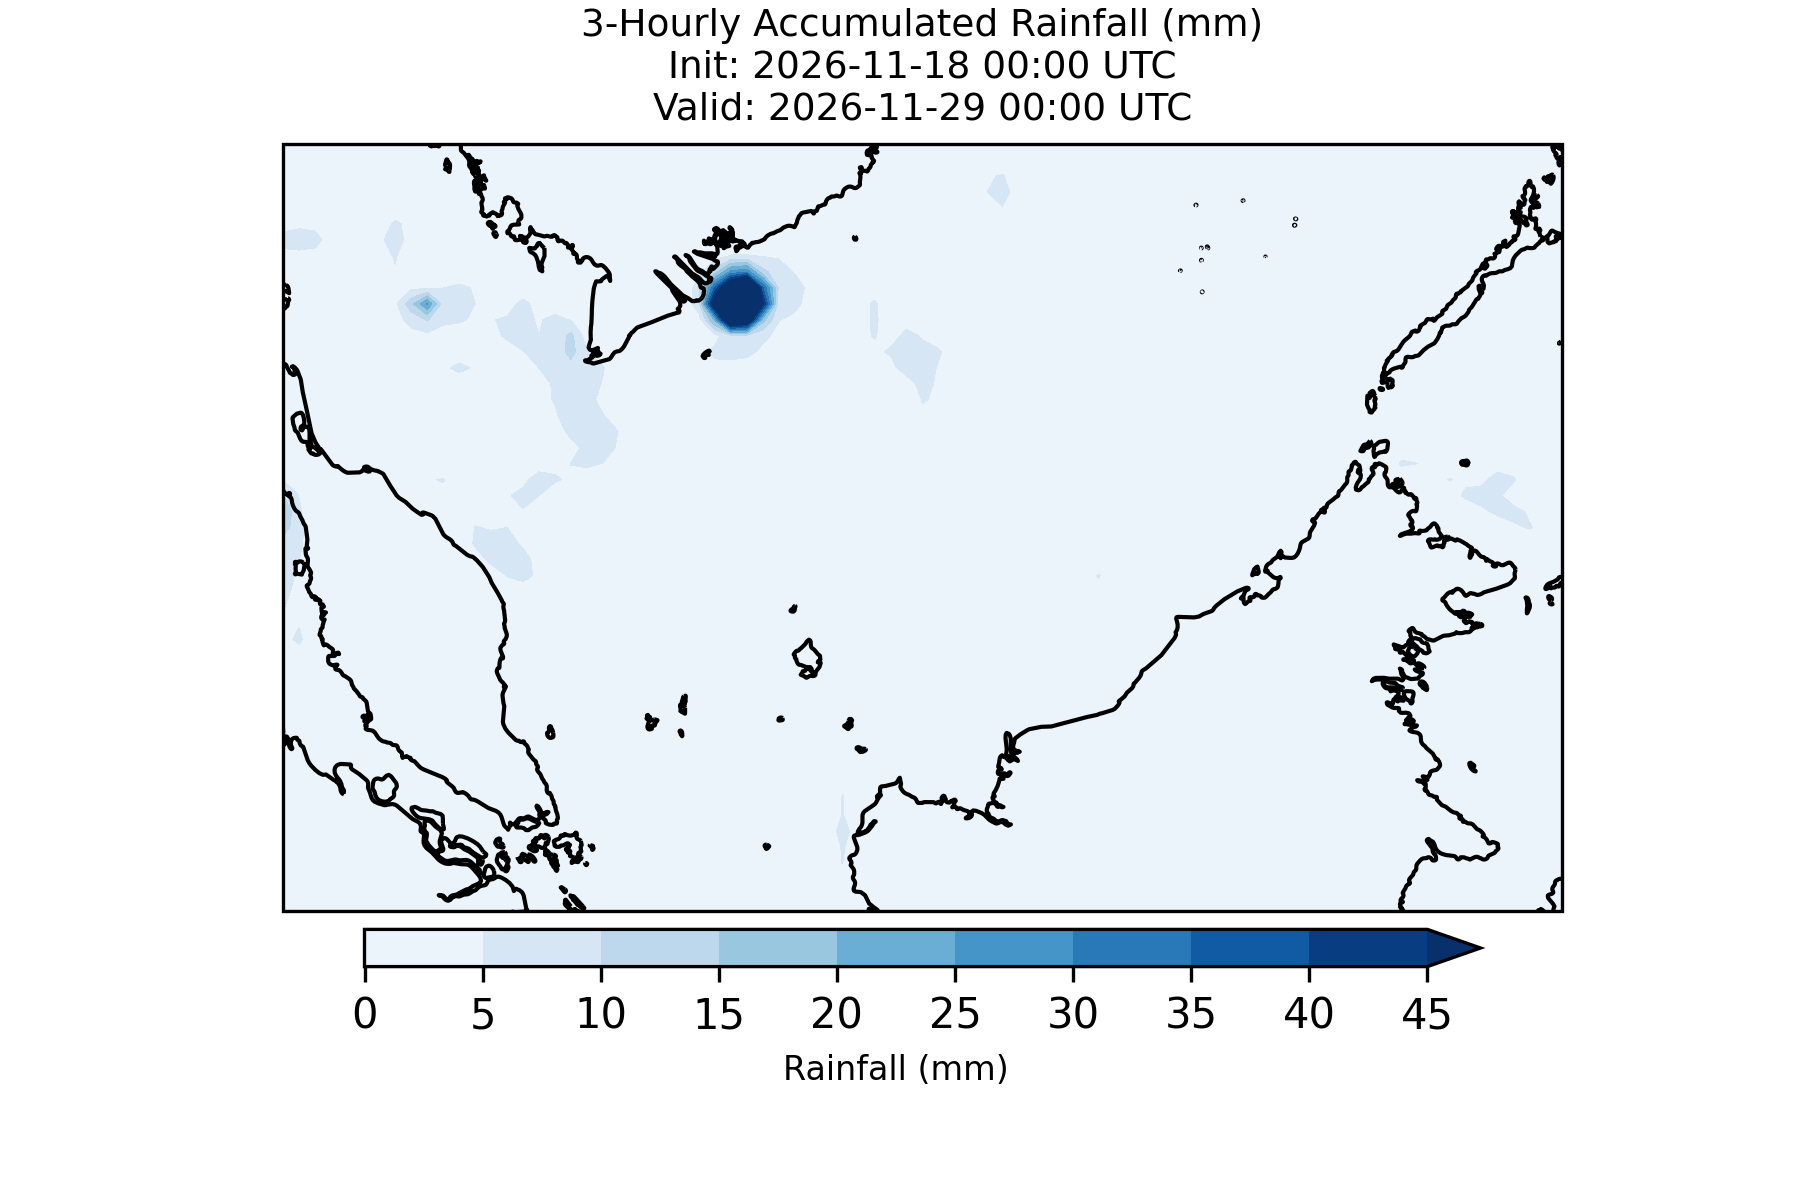 3-Hourly Accumulated Rainfall (mm)
Init: 2026-11-18 00:00 UTC
Valid: 2026-11-29 00:00 UTC
0 5 10 15 20 25 30 35 40 45
Rainfall (mm)